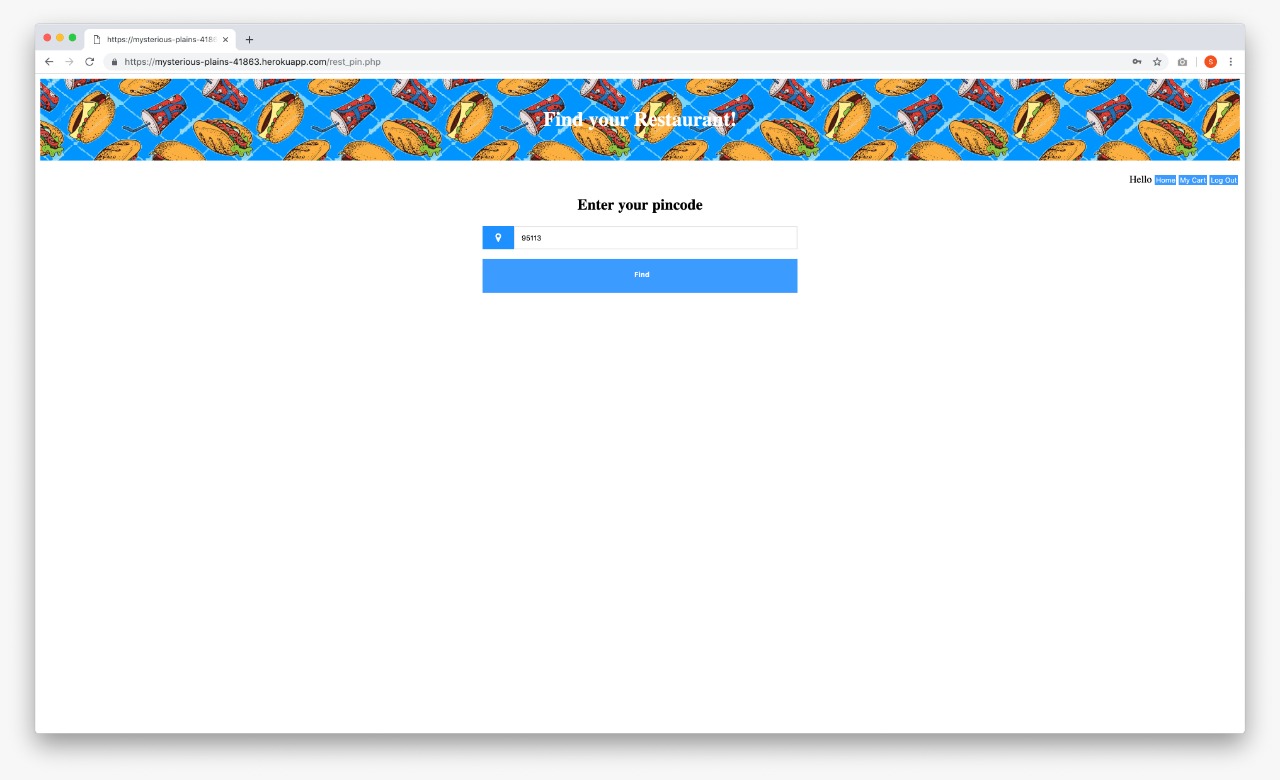 https://mysterious-plains-4186
https://mysterious-plains-41863.herokuapp.com/rest_pin.php
S
Find your Restaurant!
Hello Home My Cart Log Out
Enter your pincode
95113
Find